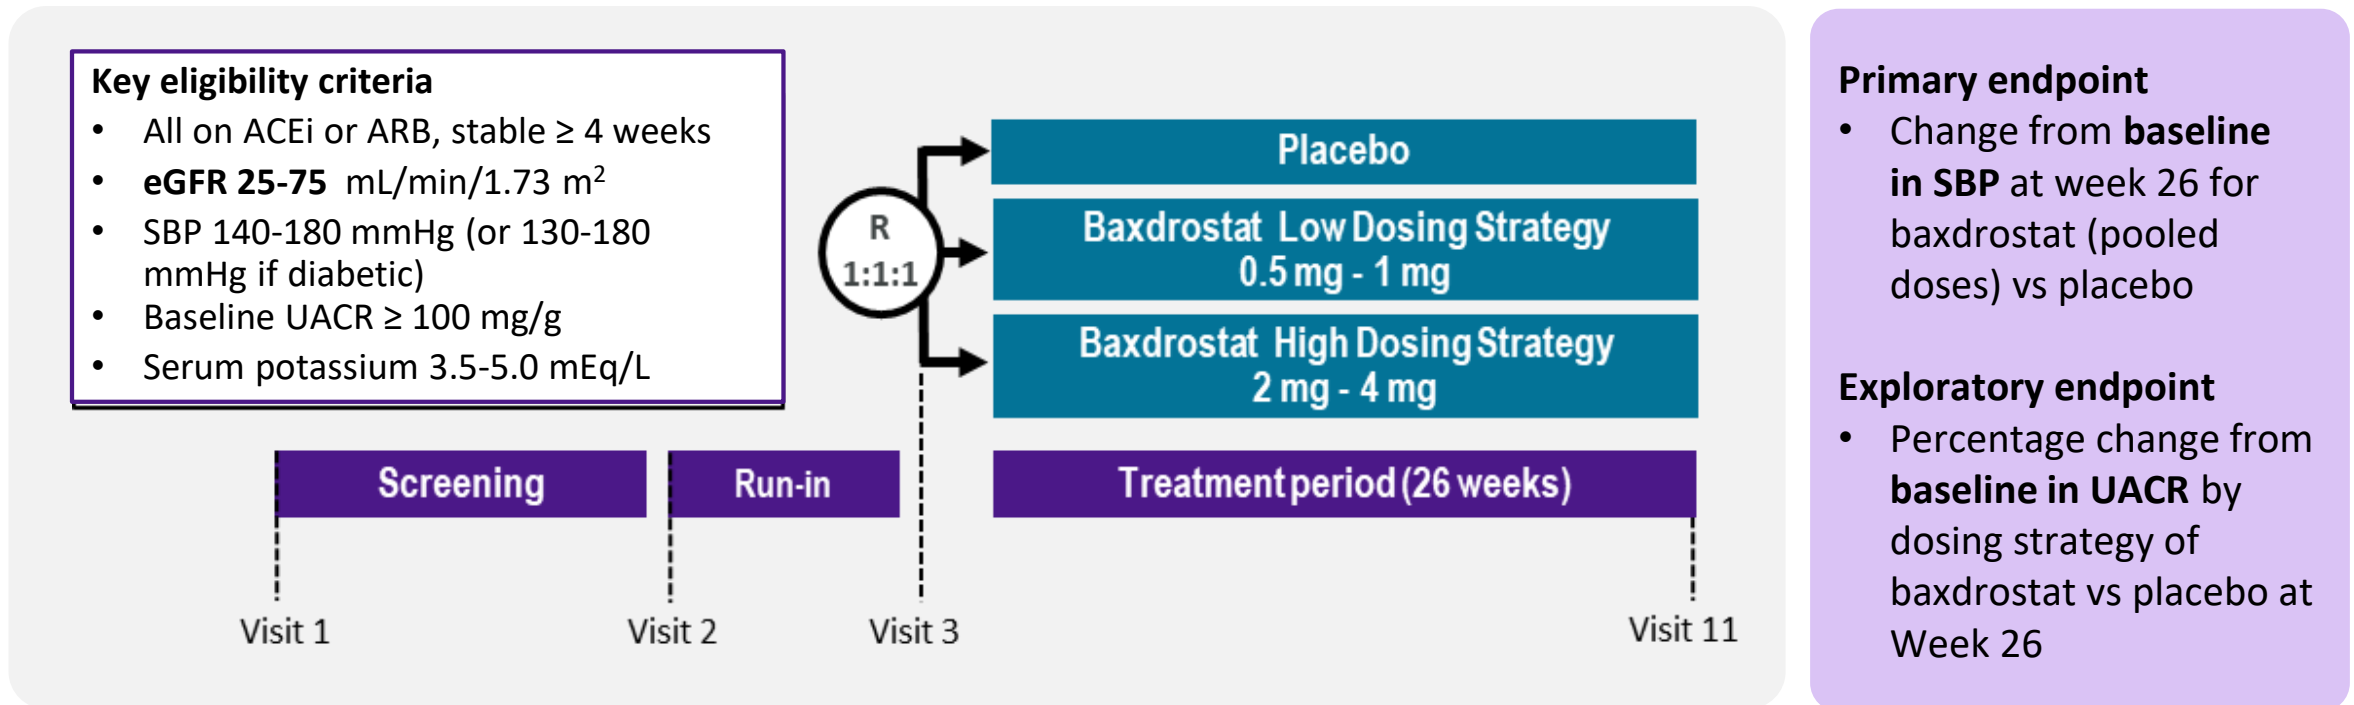 Key eligibility criteria
• All on ACEi or ARB, stable ≥ 4 weeks
• eGFR 25-75 mL/min/1.73 m²
• SBP 140-180 mmHg (or 130-180
mmHg if diabetic)
• Baseline UACR ≥ 100 mg/g
• Serum potassium 3.5-5.0 mEq/L
R
1:1:1
Placebo
Baxdrostat Low Dosing Strategy
0.5 mg - 1 mg
Baxdrostat High Dosing Strategy
2 mg - 4 mg
Screening
Run-in
Treatment period (26 weeks)
Visit 1
Visit 2
Visit 3
Visit 11
Primary endpoint
• Change from baseline
in SBP at week 26 for
baxdrostat (pooled
doses) vs placebo
Exploratory endpoint
• Percentage change from
baseline in UACR by
dosing strategy of
baxdrostat vs placebo at
Week 26